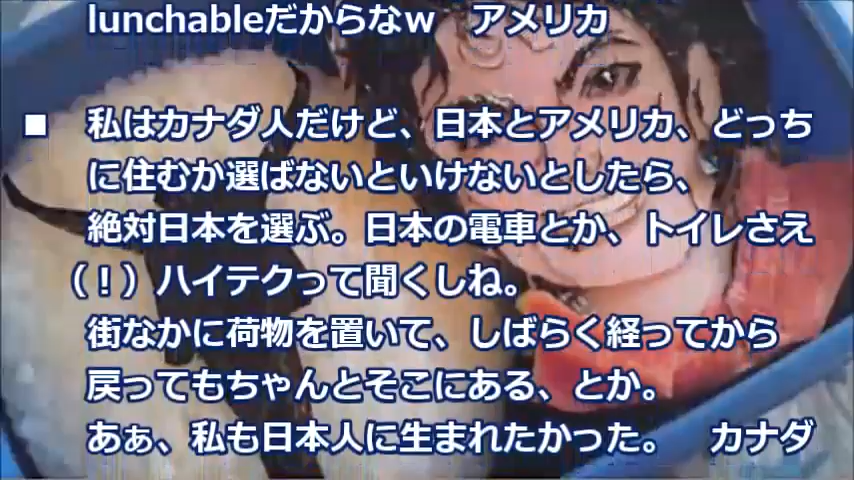 lunchableだからなw　アメリカ
■　私はカナダ人だけど、日本とアメリカ、どっち
に住むか選ばないといけないとしたら、
絶対日本を選ぶ。日本の電車とか、トイレさえ
（！）ハイテクって聞くしね。
街なかに荷物を置いて、しばらく経ってから
戻ってもちゃんとそこにある、とか。
あぁ、私も日本人に生まれたかった。　カナダ